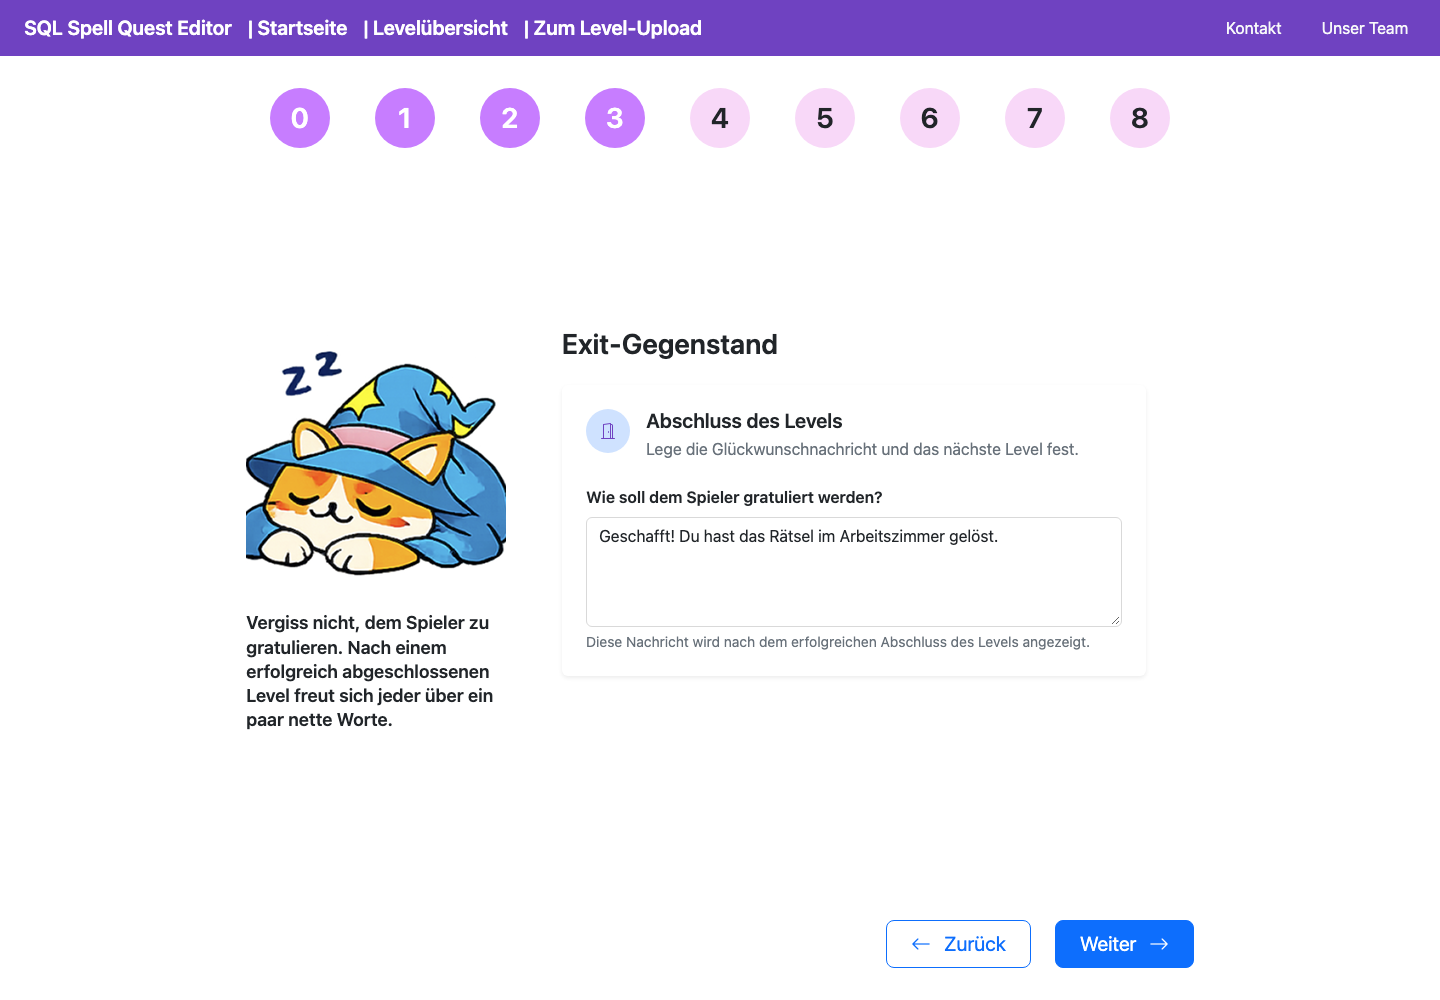 SQL Spell Quest Editor | Startseite | Levelübersicht | Zum Level-Upload Kontakt Unser Team
0 1 2 3 4 5 6 7 8
zz
Vergiss nicht, dem Spieler zu
gratulieren. Nach einem
erfolgreich abgeschlossenen
Level freut sich jeder über ein
paar nette Worte.
Exit-Gegenstand
Abschluss des Levels
Lege die Glückwunschnachricht und das nächste Level fest.
Wie soll dem Spieler gratuliert werden?
Geschafft! Du hast das Rätsel im Arbeitszimmer gelöst.
Diese Nachricht wird nach dem erfolgreichen Abschluss des Levels angezeigt.
← Zurück Weiter →